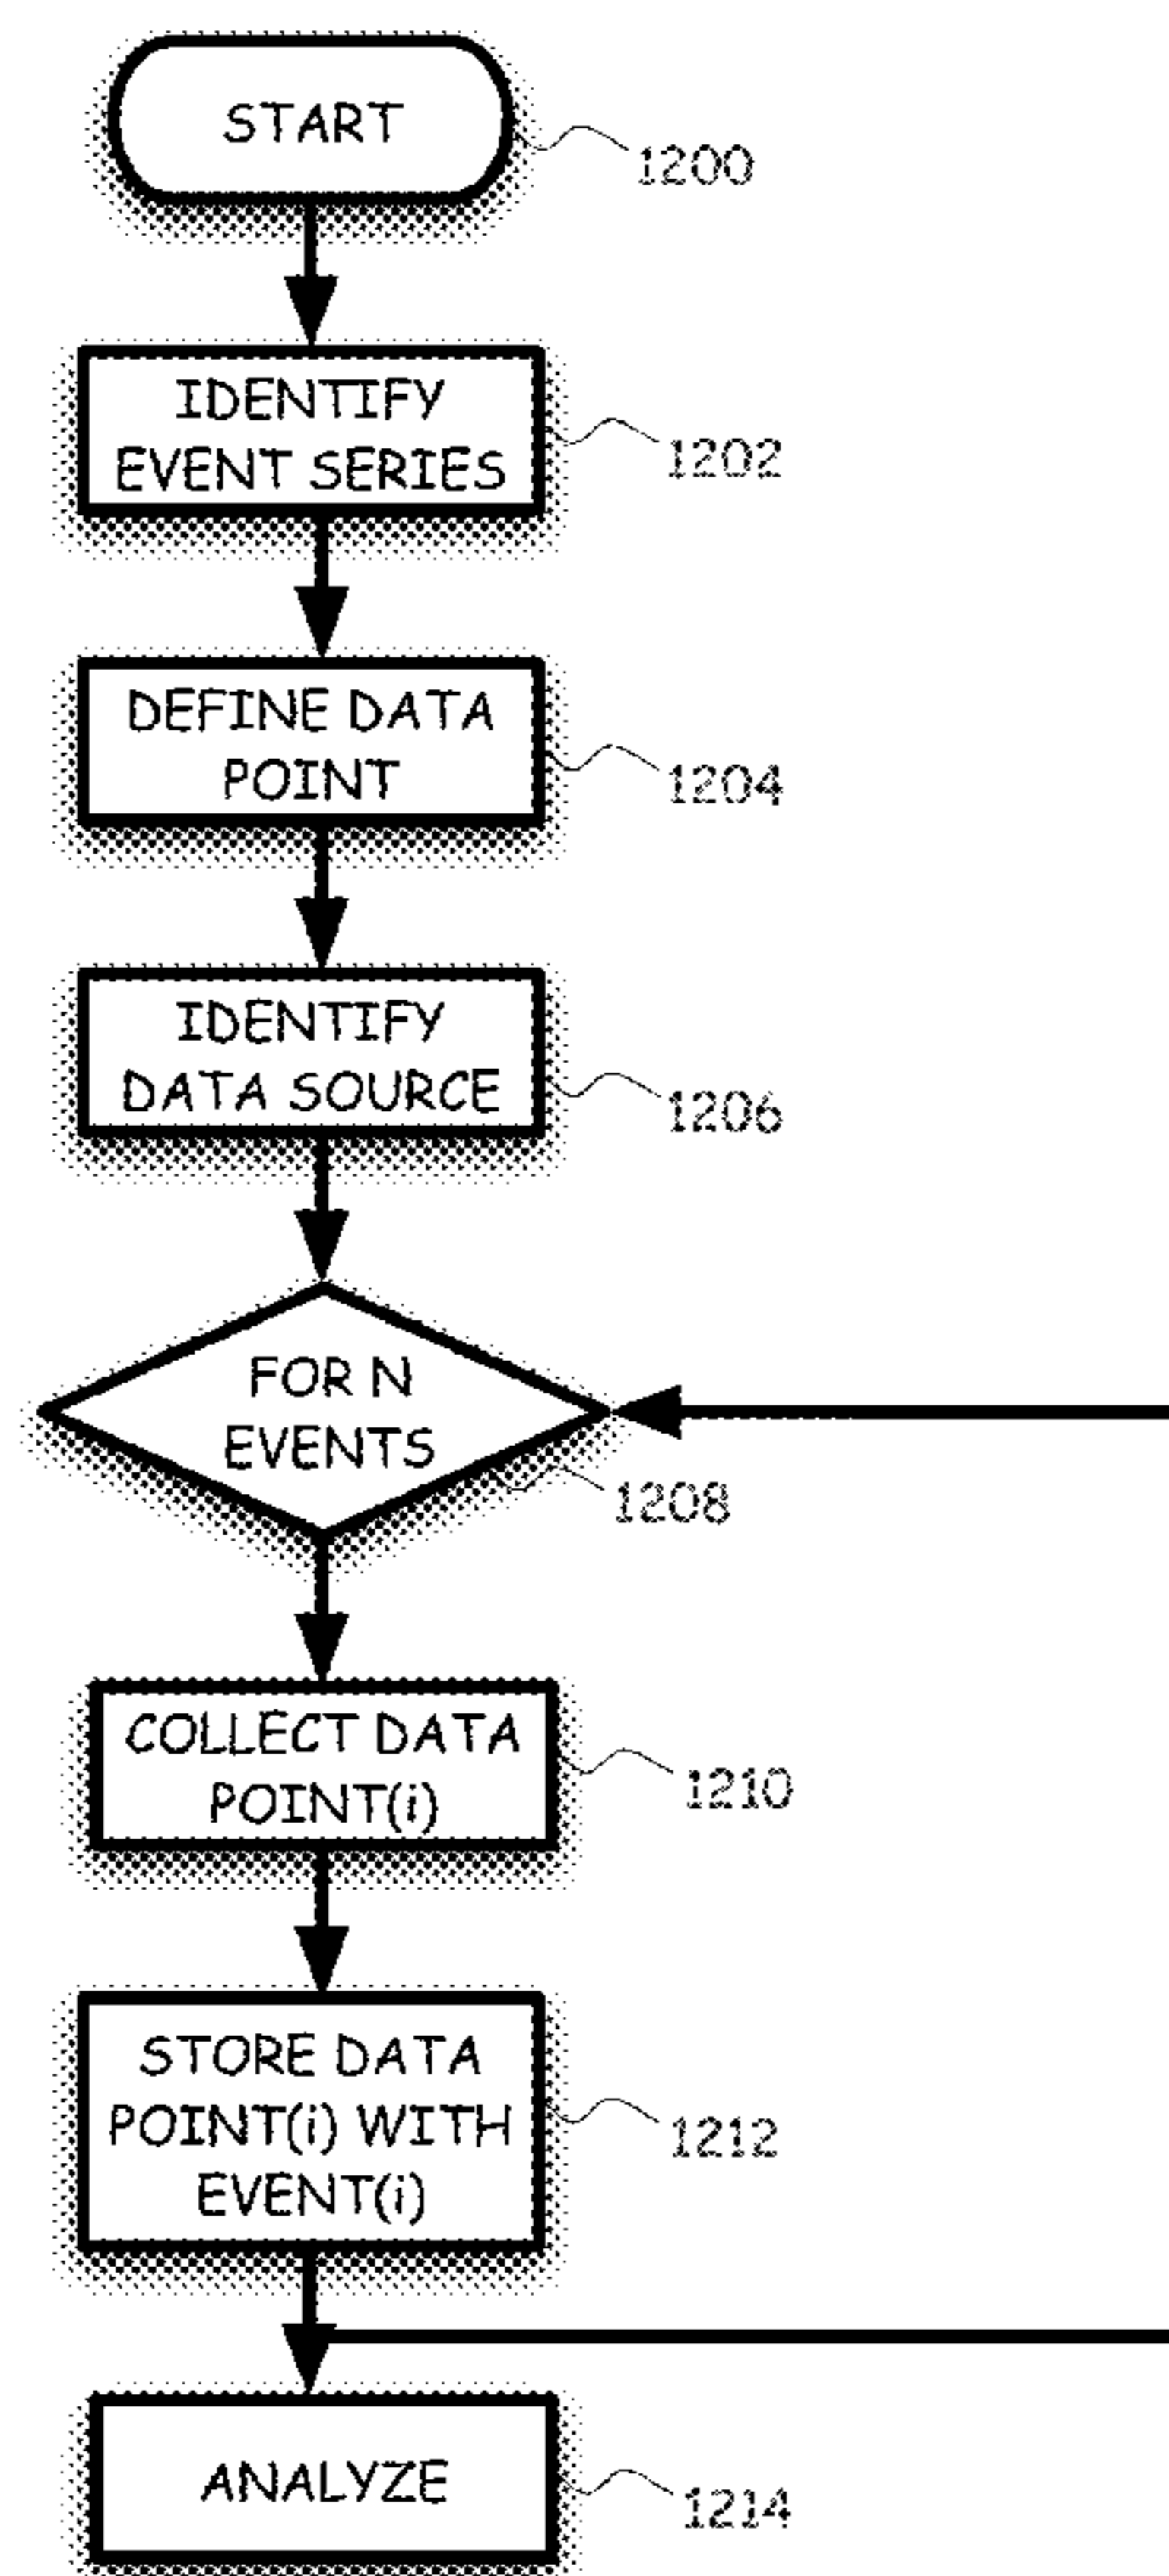 START
1200
IDENTIFY
EVENT SERIES
1202
DEFINE DATA
POINT
1204
IDENTIFY
DATA SOURCE
1206
FOR N
EVENTS
1208
COLLECT DATA
POINT(i)
1210
STORE DATA
POINT(i) WITH
EVENT(i)
1212
ANALYZE
1214